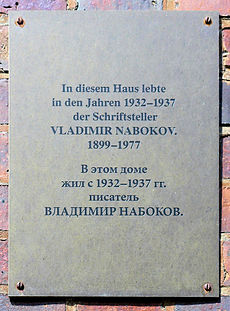 In diesem Haus lebte
in den Jahren 1932–1937
der Schriftsteller
VLADIMIR NABOKOV.
1899–1977
В этом доме
жил с 1932–1937 гг.
писатель
ВЛАДИМИР НАБОКОВ.